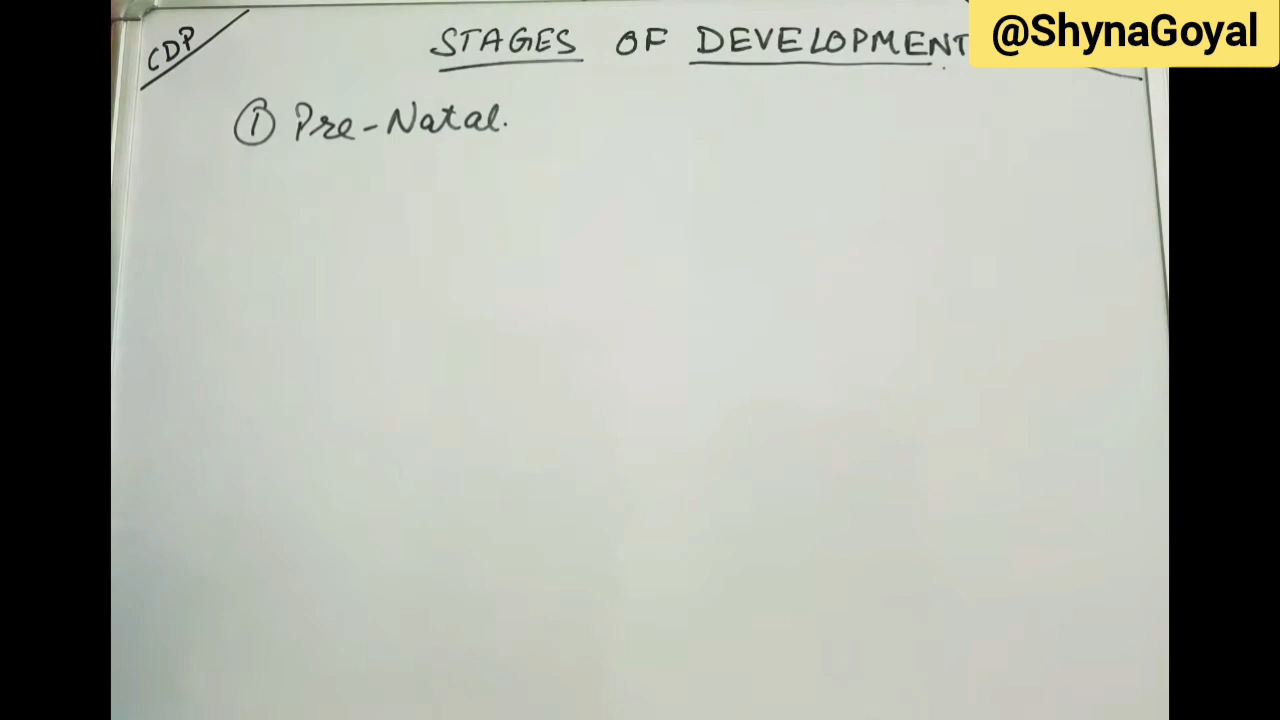 CDP
STAGES OF DEVELOPMENT
@ShynaGoyal
① Pre-Natal.